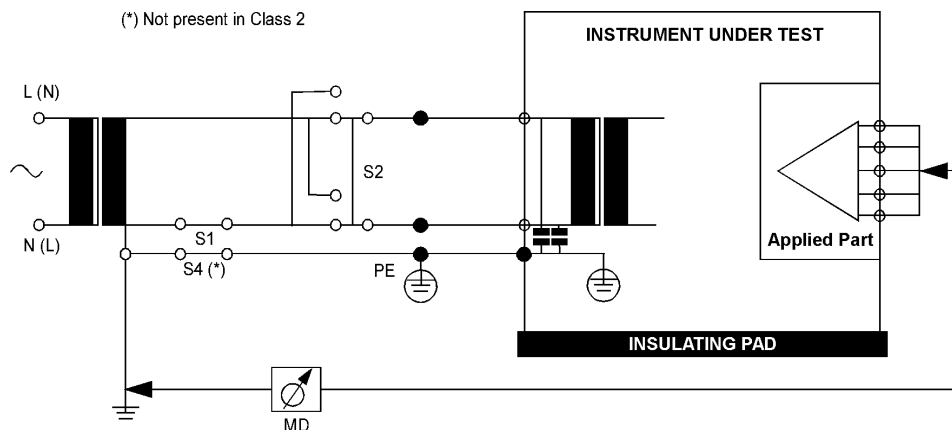 (*) Not present in Class 2
INSTRUMENT UNDER TEST
L (N)
S2
N (L)
S1
Applied Part
S4 (*)
PE
INSULATING PAD
MD